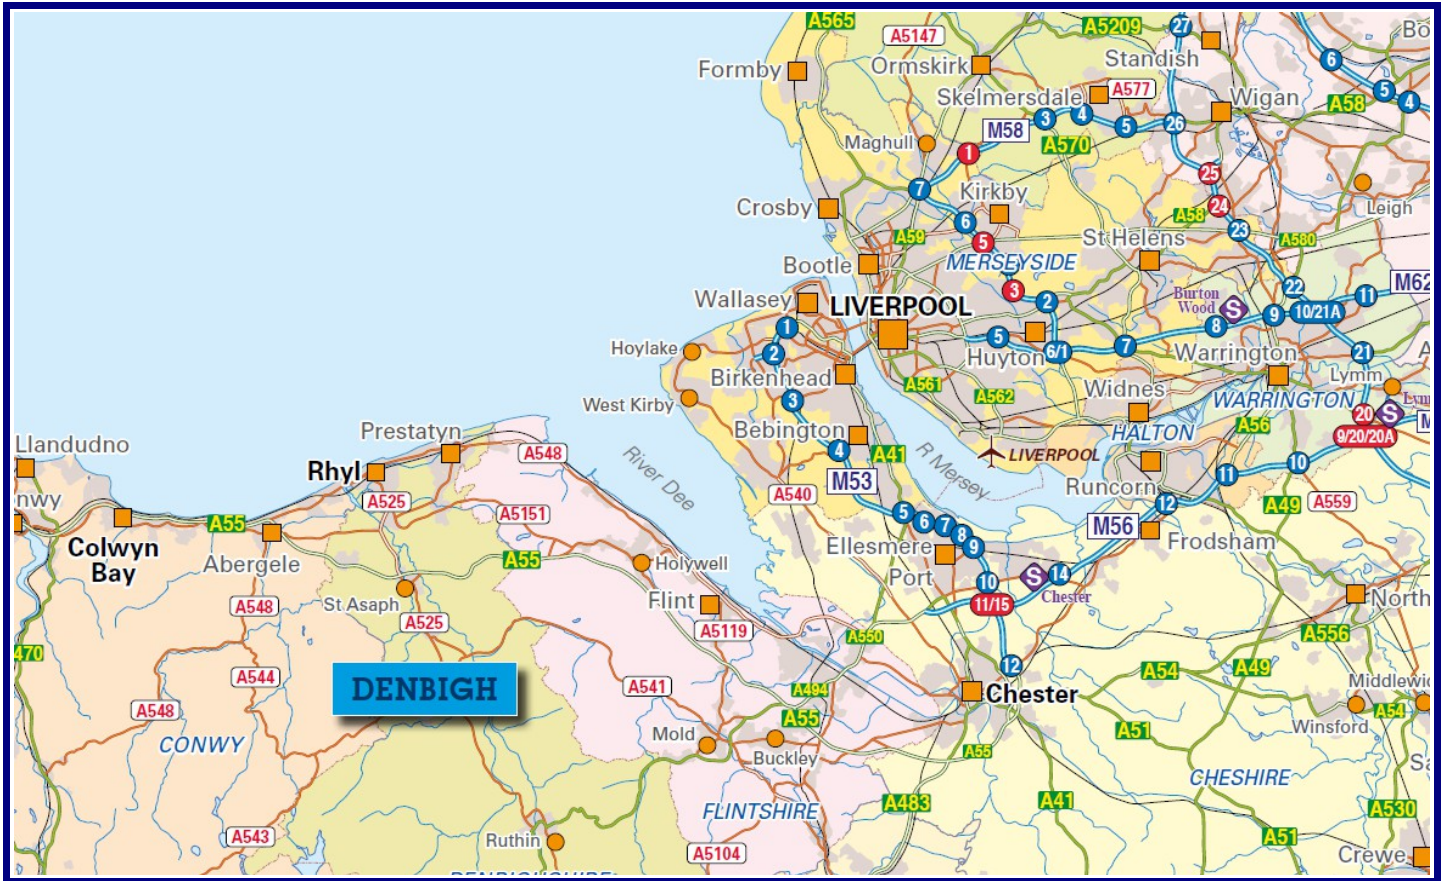 A565
A5147
A5209
27
Bo
Standish
6
Formby
Ormskirk
5
4
Skelmersdale
A577
Wigan
A58
M58
3
4
5
26
A570
Maghull
1
25
7
Kirkby
Leigh
24
Crosby
6
A58
A59
5
23
A580
St Helens
Bootle
MERSEYSIDE
M62
Wallasey
LIVERPOOL
3
2
Burton
Wood
S
22
11
10/21A
9
1
8
5
Hoylake
2
Huyton
6/1
7
Warrington
21
A
Birkenhead
A561
A562
Widnes
Lymm
West Kirby
3
WARRINGTON
Lym
20
S
M
Bebington
HALTON
A56
9/20/20A
Llandudno
Prestatyn
A548
4
A41
R Mersey
LIVERPOOL
10
Rhyl
River Dee
M53
11
nwy
A525
A540
Runcorn
12
A49
A559
A55
A5151
5
6
7
8
9
M56
Colwyn
Bay
Abergele
A55
Holywell
Ellesmere
Port
Frodsham
St Asaph
10
S
14
Chester
A548
Flint
11/15
North
A525
A5119
A550
A556
470
12
A54
A49
A544
DENBIGH
A541
A494
Chester
Middlewic
A548
A55
A51
Winsford
A54
CONWY
Mold
Buckley
A55
Sa
CHESHIRE
FLINTSHIRE
A483
A41
A530
A543
Ruthin
A5104
A51
Crewe
DENBIGHSHIRE